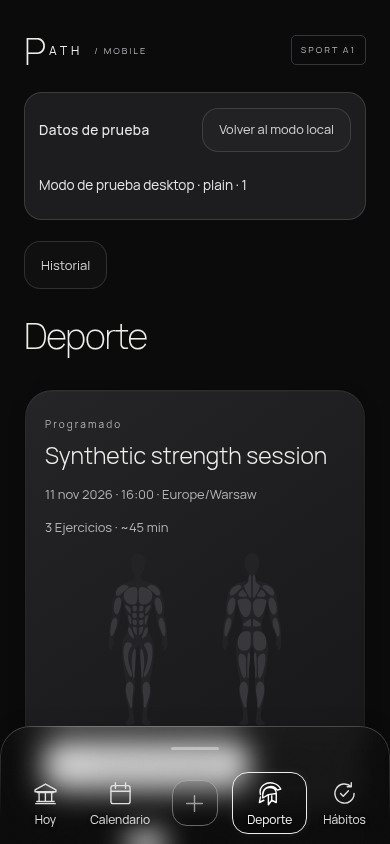 PATH / MOBILE
SPORT A1
Datos de prueba
Volver al modo local
Modo de prueba desktop · plain · 1
Historial
Deporte
Programado
Synthetic strength session
11 nov 2026 · 16:00 · Europe/Warsaw
3 Ejercicios · ~45 min
Hoy
Calendario
Deporte
Hábitos